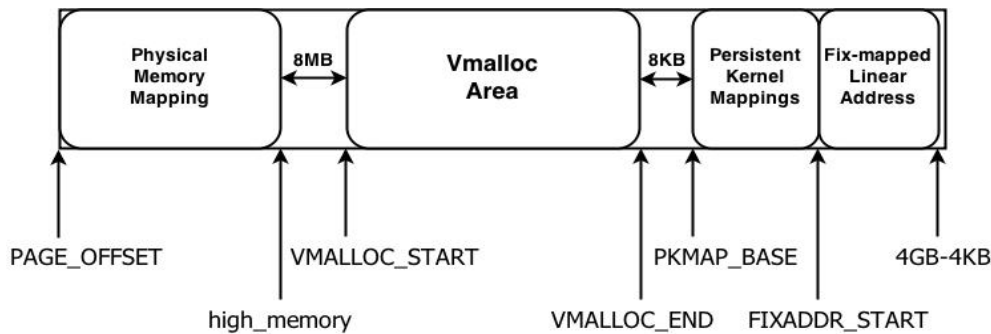 Physical
Memory
Mapping
8MB
Vmalloc
Area
8KB
Persistent
Kernel
Mappings
Fix-mapped
Linear
Address
PAGE_OFFSET
VMALLOC_START
PKMAP_BASE
4GB-4KB
high_memory
VMALLOC_END
FIXADDR_START